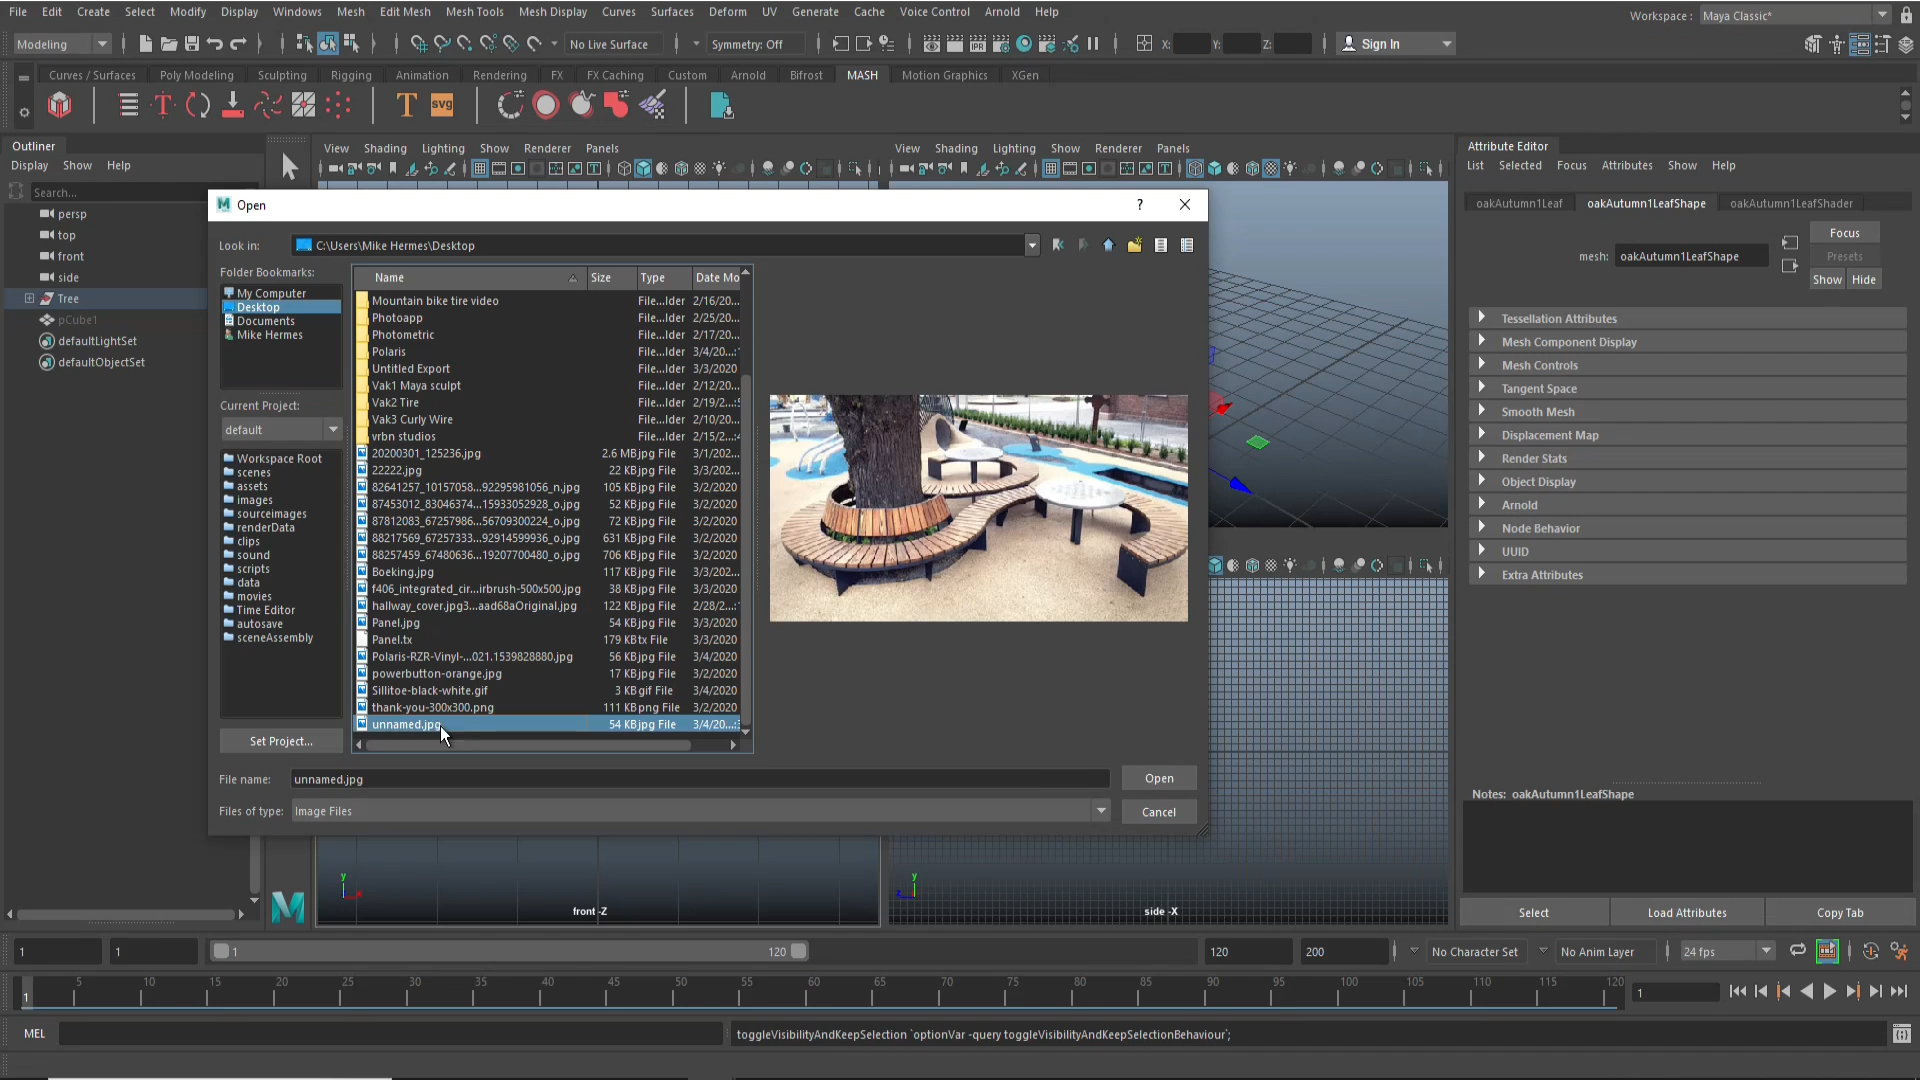 File Edit Create Select Modify Display Windows Mesh Edit Mesh Mesh Tools Mesh Display Curves Surfaces Deform UV Generate Cache Voice Control Arnold Help
Workspace : Maya Classic*
Modeling No Live Surface Symmetry: Off IPR X: Y: Z: Sign In
Curves / Surfaces Poly Modeling Sculpting Rigging Animation Rendering FX FX Caching Custom Arnold Bifrost MASH Motion Graphics XGen
T T svg
Outliner
Display Show Help
Search...
persp
top
front
side
Tree
pCube1
defaultLightSet
defaultObjectSet
View Shading Lighting Show Renderer Panels
View Shading Lighting Show Renderer Panels
Open
?
Look in: C:\Users\Mike Hermes\Desktop
Folder Bookmarks:
My Computer
Desktop
Documents
Mike Hermes
Current Project:
default
Workspace Root
scenes
assets
images
sourceimages
renderData
clips
sound
scripts
data
movies
Time Editor
autosave
sceneAssembly
Set Project...
Name Size Type Date Mo
Mountain bike tire video File...lder 2/16/20...
Photoapp File...lder 2/25/20...
Photometric File...lder 2/17/20...
Polaris File...lder 3/4/20...
Untitled Export File...lder 3/3/2020
Vak1 Maya sculpt File...lder 2/12/20...
Vak2 Tire File...lder 2/19/2...
Vak3 Curly Wire File...lder 2/10/20...
vrbn studios File...lder 2/15/2...
20200301_125236.jpg 2.6 MB jpg File 3/1/202...
22222.jpg 22 KB jpg File 3/3/202...
82641257_10157058...92295981056_n.jpg 105 KB jpg File 3/2/2020
87453012_83046374...15933052928_o.jpg 52 KB jpg File 3/2/2020
87812083_67257986...56709300224_o.jpg 72 KB jpg File 3/2/2020
88217569_67257333...92914599936_o.jpg 631 KB jpg File 3/2/2020
88257459_67480636...19207700480_o.jpg 706 KB jpg File 3/2/2020
Boeking.jpg 117 KB jpg File 3/3/202...
f406_integrated_cir...irbrush-500x500.jpg 38 KB jpg File 3/3/2020
hallway_cover.jpg3...aad68aOriginal.jpg 122 KB jpg File 2/28/2...
Panel.jpg 54 KB jpg File 3/3/2020
Panel.tx 179 KB tx File 3/3/2020
Polaris-RZR-Vinyl-...021.1539828880.jpg 56 KB jpg File 3/4/2020
powerbutton-orange.jpg 17 KB jpg File 3/2/2020
Sillitoe-black-white.gif 3 KB gif File 3/4/2020
thank-you-300x300.png 111 KB png File 3/2/2020
unnamed.jpg 54 KB jpg File 3/4/20...
File name: unnamed.jpg Open
Files of type: Image Files Cancel
y
front -Z
y
side -X
Attribute Editor
List Selected Focus Attributes Show Help
oakAutumn1Leaf oakAutumn1LeafShape oakAutumn1LeafShader
mesh: oakAutumn1LeafShape
Focus
Presets
Show Hide
Tessellation Attributes
Mesh Component Display
Mesh Controls
Tangent Space
Smooth Mesh
Displacement Map
Render Stats
Object Display
Arnold
Node Behavior
UUID
Extra Attributes
Notes: oakAutumn1LeafShape
Select Load Attributes Copy Tab
1 1 1 120 120 200 No Character Set No Anim Layer 24 fps
1 5 10 15 20 25 30 35 40 45 50 55 60 65 70 75 80 85 90 95 100 105 110 115 120 1
MEL toggleVisibilityAndKeepSelection `optionVar -query toggleVisibilityAndKeepSelectionBehaviour`;